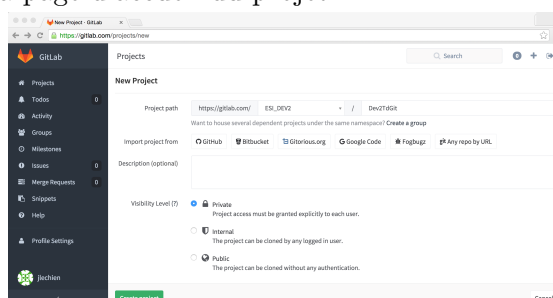 New Project · GitLab
https://gitlab.com/projects/new
GitLab
Projects
Search
Projects
Todos 0
Activity
Groups
Milestones
Issues 0
Merge Requests 0
Snippets
Help
Profile Settings
jlechien
New Project
Project path https://gitlab.com/ ESI_DEV2 / Dev2TdGit
Want to house several dependent projects under the same namespace? Create a group
Import project from GitHub Bitbucket Gitorious.org Google Code Fogbugz Any repo by URL
Description (optional)
Visibility Level (?) Private
Project access must be granted explicitly to each user.
Internal
The project can be cloned by any logged in user.
Public
The project can be cloned without any authentication.
Create project